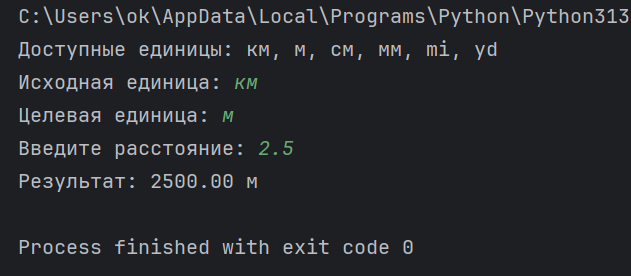 C:\Users\ok\AppData\Local\Programs\Python\Python313
Доступные единицы: км, м, см, мм, mi, yd
Исходная единица: км
Целевая единица: м
Введите расстояние: 2.5
Результат: 2500.00 м
Process finished with exit code 0